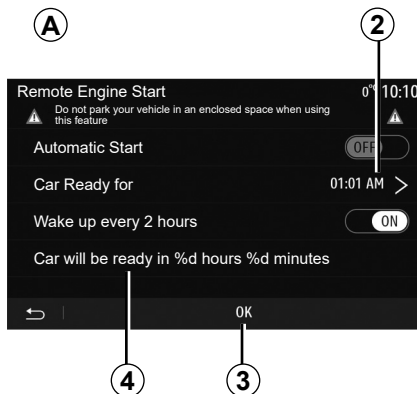 A
2
Remote Engine Start
0° 10:10
Do not park your vehicle in an enclosed space when using
this feature
Automatic Start
OFF
Car Ready for
01:01 AM
Wake up every 2 hours
ON
Car will be ready in %d hours %d minutes
OK
4
3